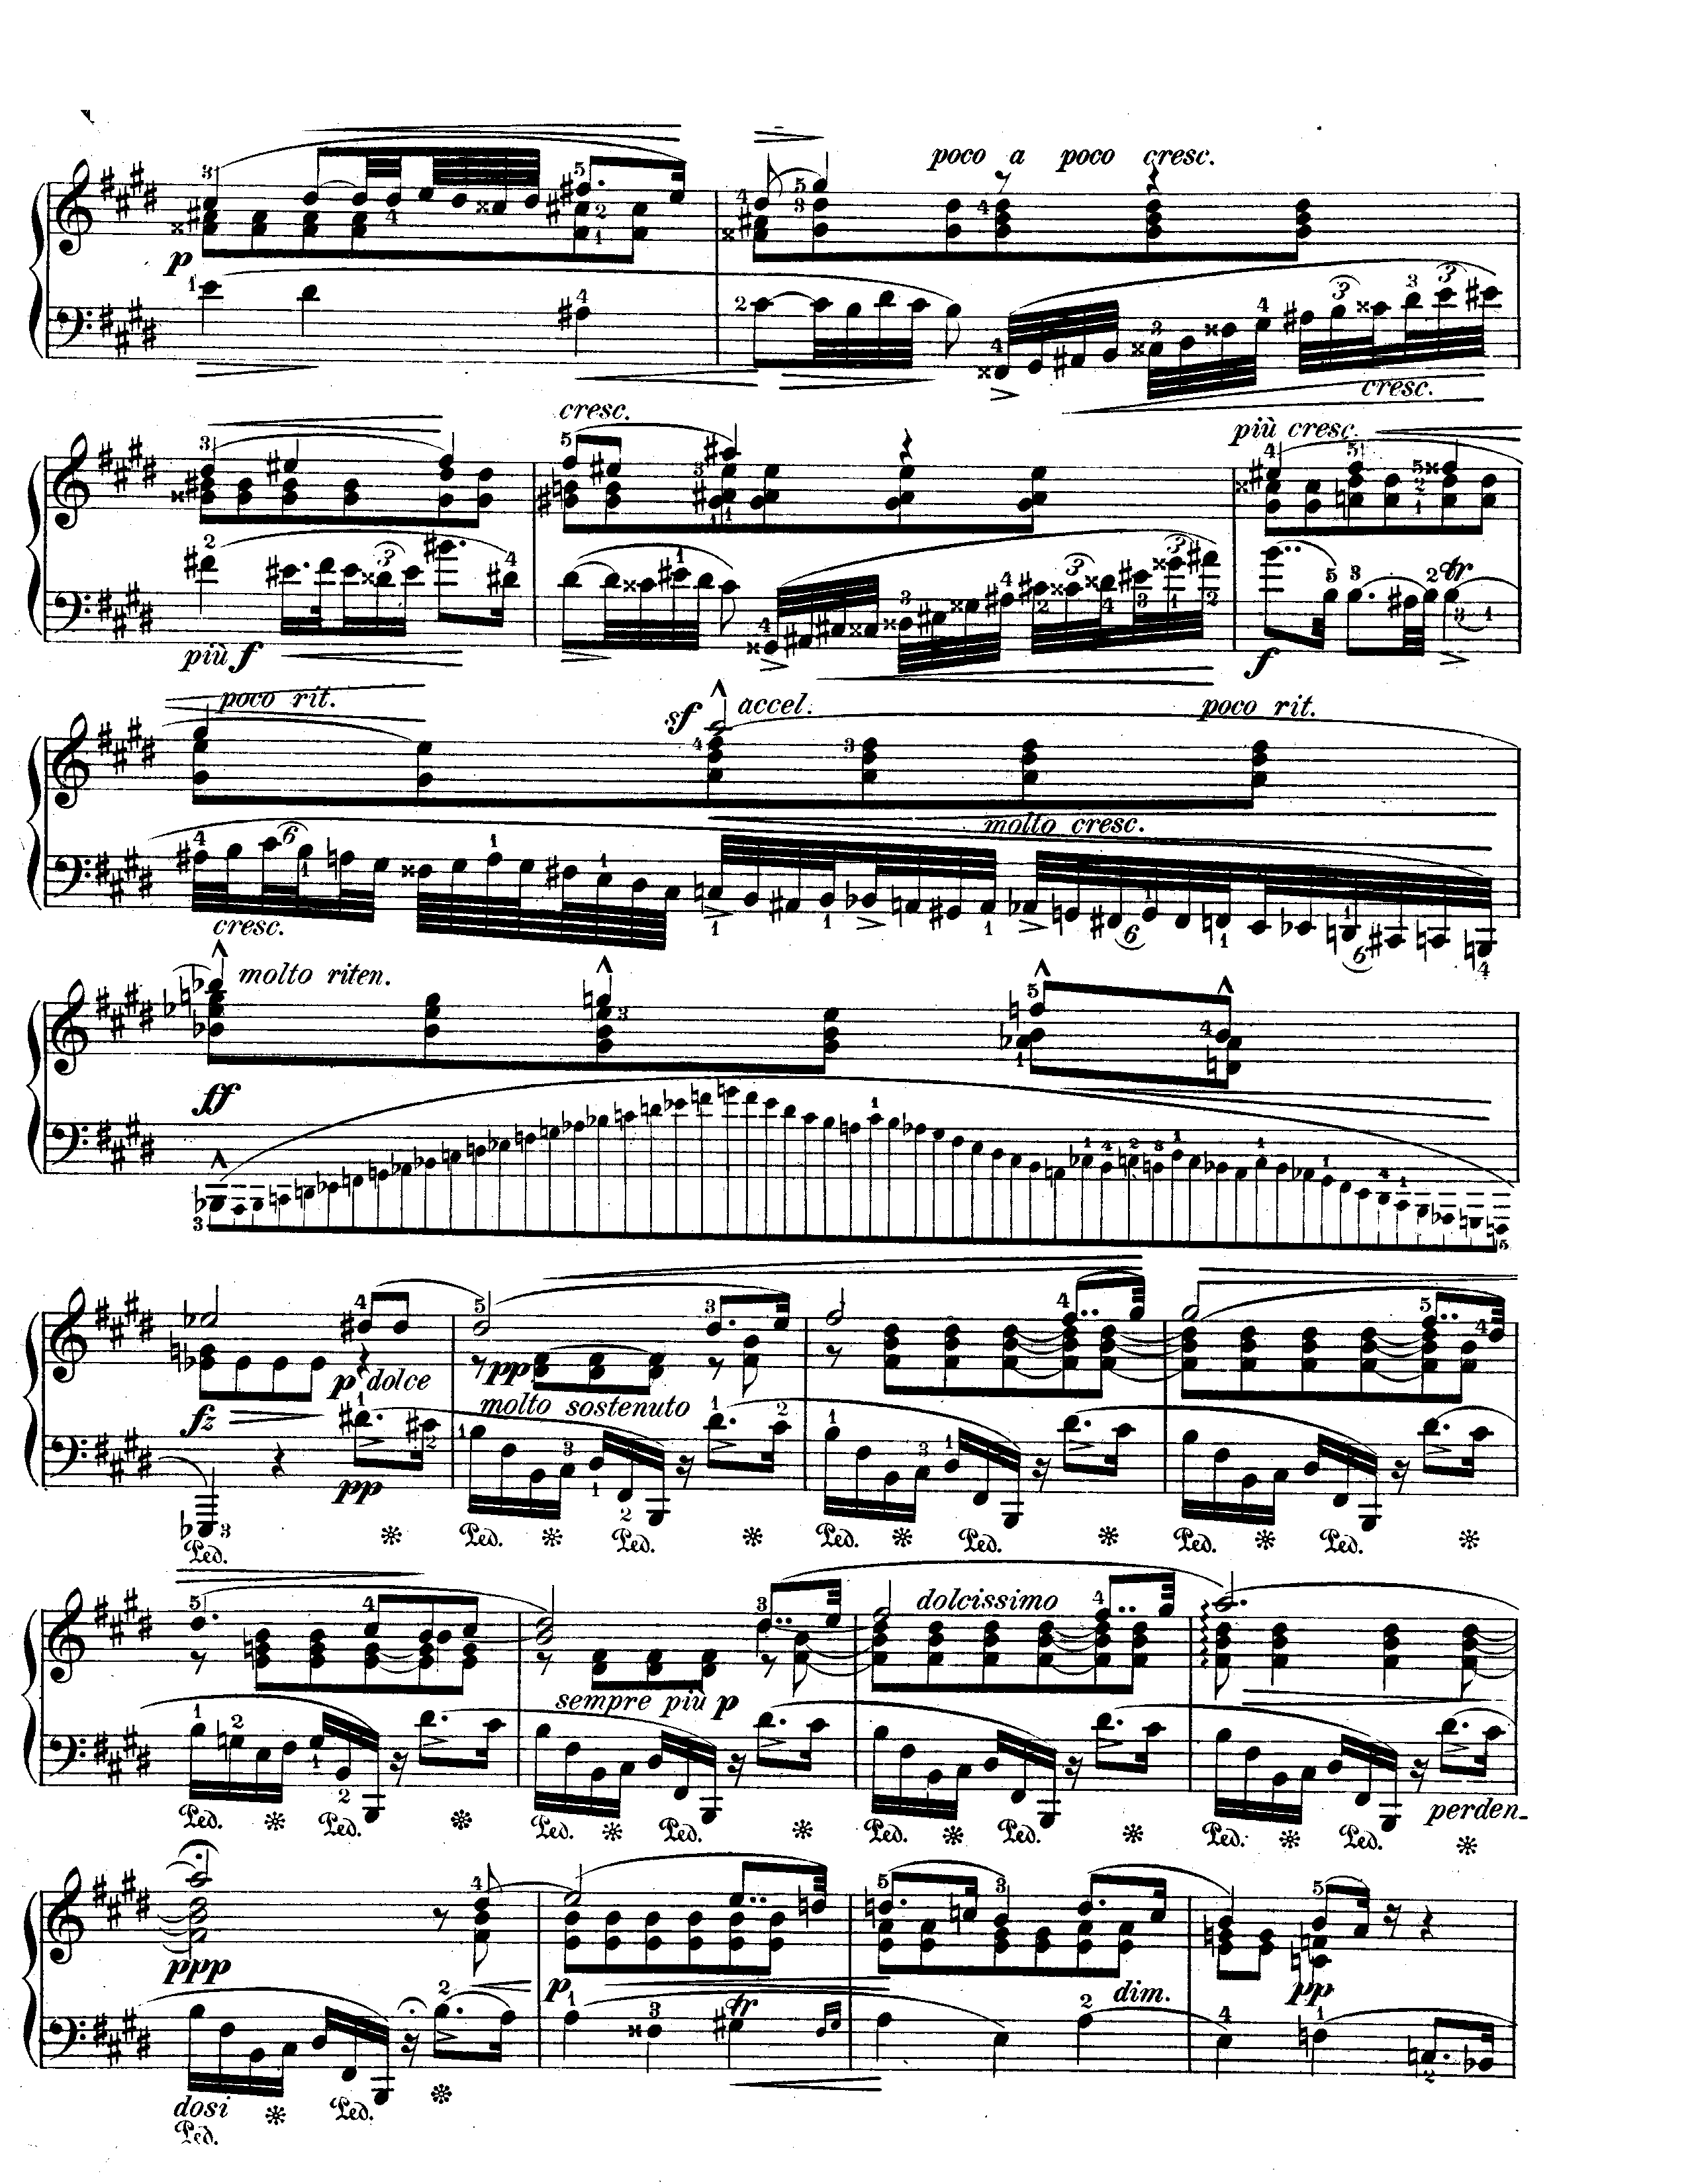 poco a poco cresc.
p
cresc.
cresc.
più cresc.
più f
f
tr
poco rit.
sf
accel.
poco rit.
molto cresc.
cresc.
molto riten.
ff
p dolce
pp
fz
molto sostenuto
pp
Ped. Ped. Ped. Ped. Ped. Ped. Ped.
dolcissimo
sempre più p
perden-
Ped. Ped. Ped. Ped. Ped. Ped. Ped. Ped.
ppp
p
tr
dim.
pp
dosi
Ped.
Ped.